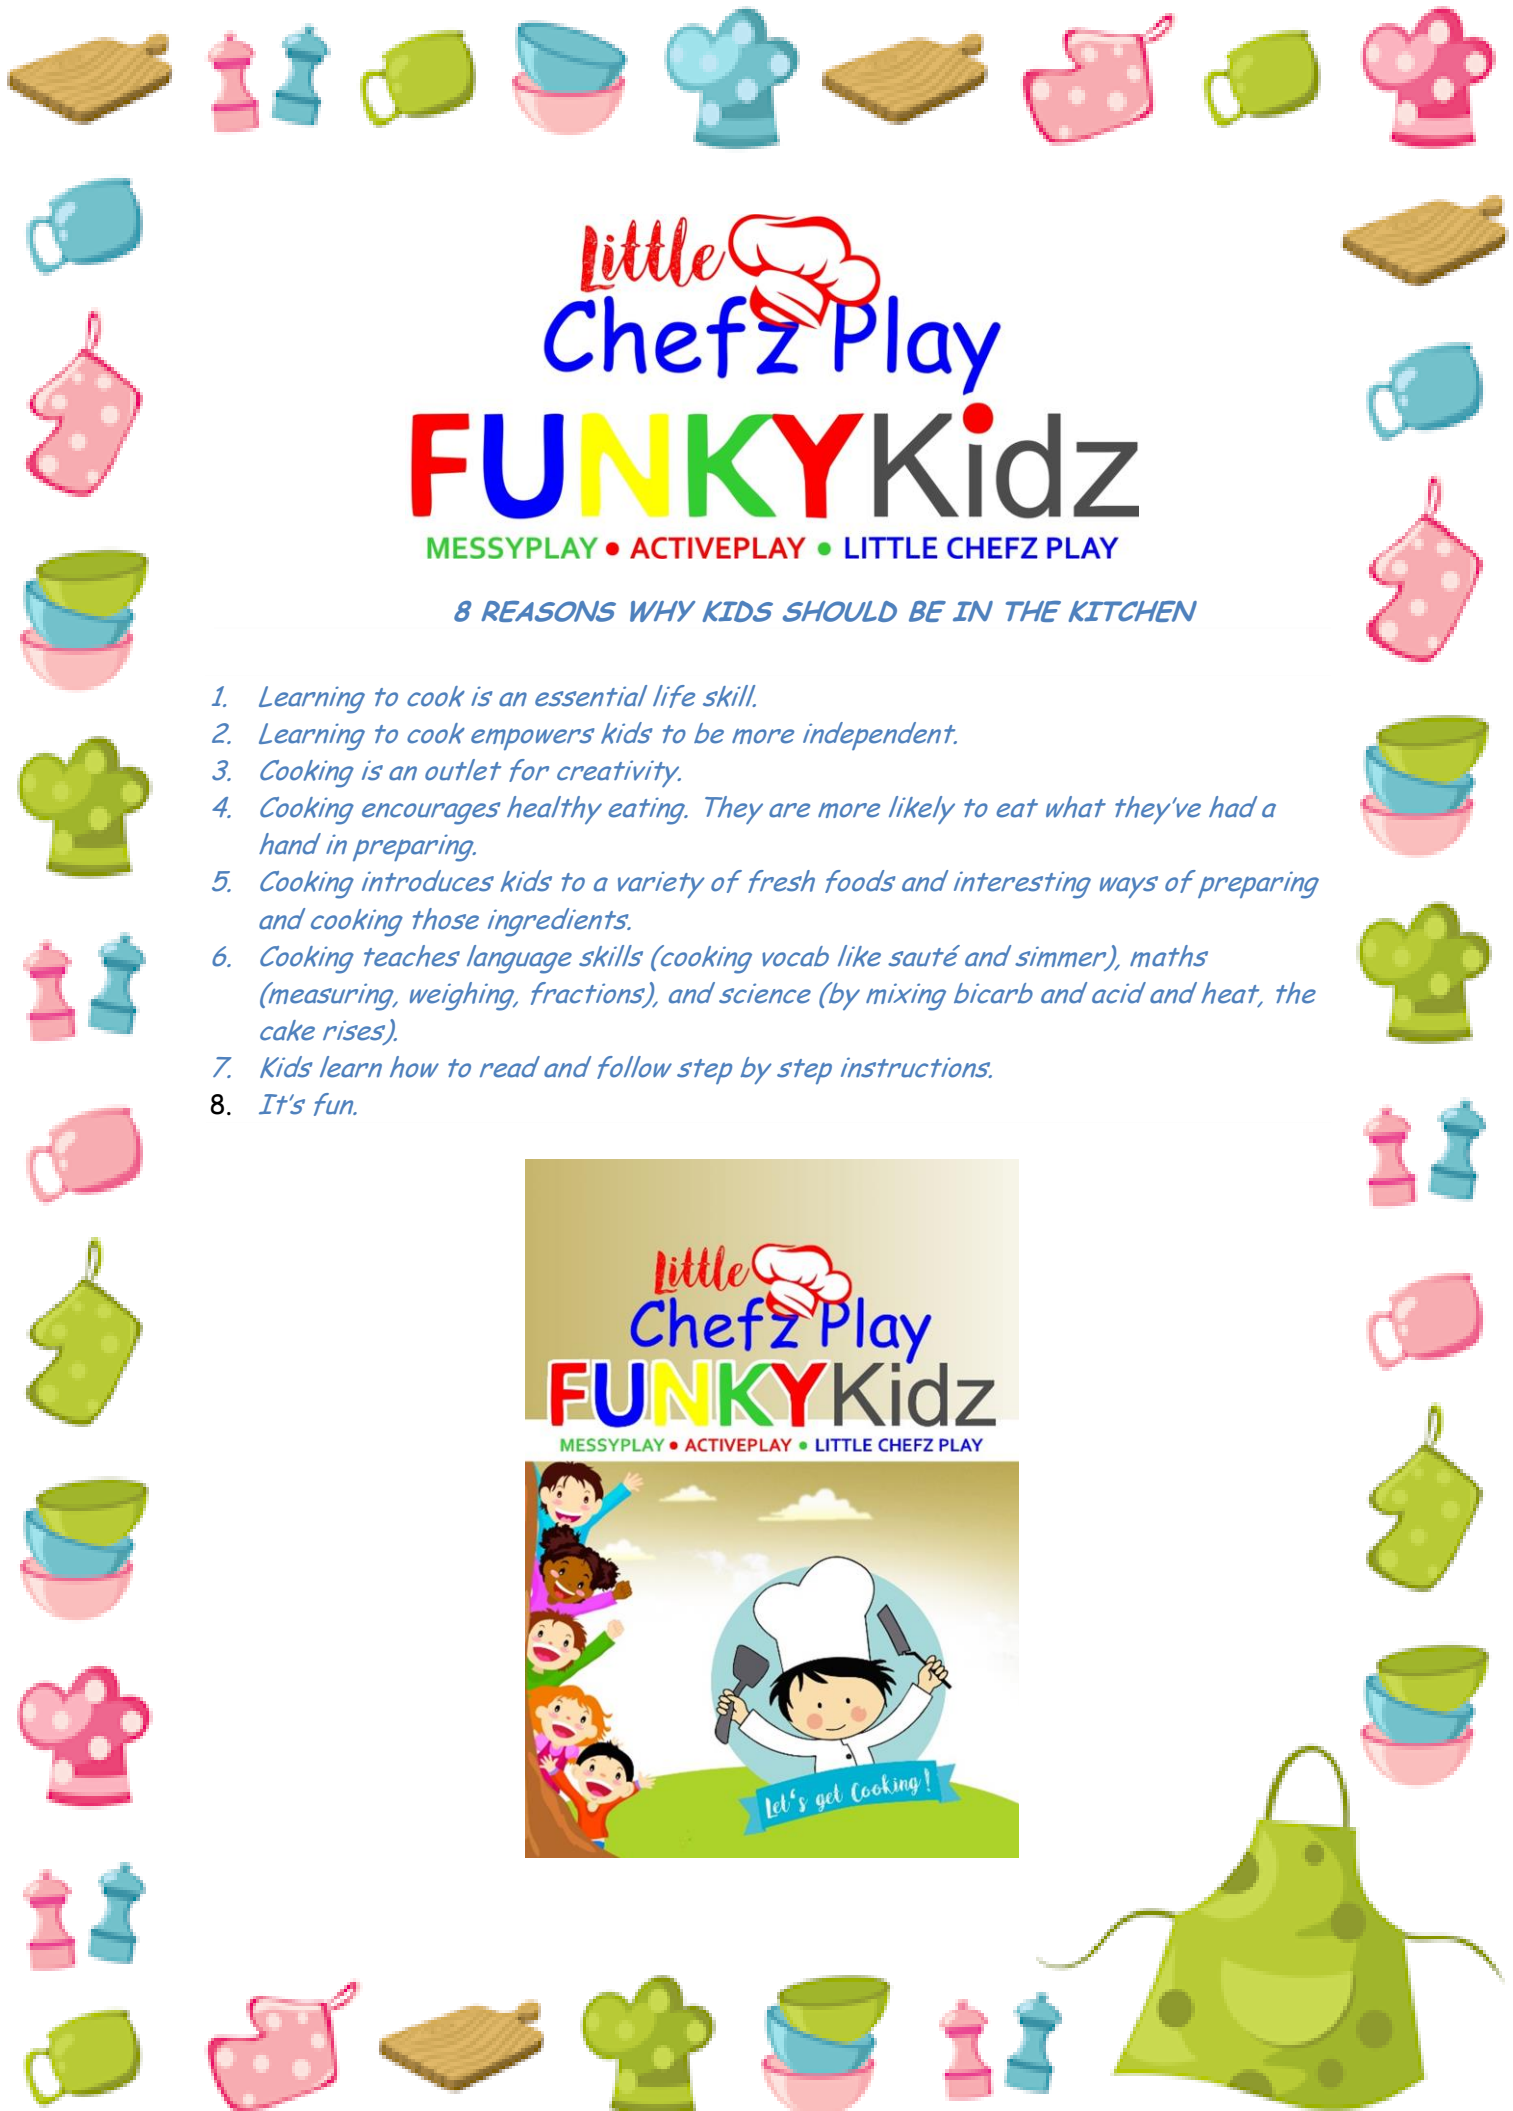 Little
Chefz Play
FUNKYKidz
MESSYPLAY • ACTIVEPLAY • LITTLE CHEFZ PLAY
8 REASONS WHY KIDS SHOULD BE IN THE KITCHEN
1. Learning to cook is an essential life skill.
2. Learning to cook empowers kids to be more independent.
3. Cooking is an outlet for creativity.
4. Cooking encourages healthy eating. They are more likely to eat what they’ve had a
hand in preparing.
5. Cooking introduces kids to a variety of fresh foods and interesting ways of preparing
and cooking those ingredients.
6. Cooking teaches language skills (cooking vocab like sauté and simmer), maths
(measuring, weighing, fractions), and science (by mixing bicarb and acid and heat, the
cake rises).
7. Kids learn how to read and follow step by step instructions.
8. It’s fun.
Little
Chefz Play
FUNKYKidz
MESSYPLAY • ACTIVEPLAY • LITTLE CHEFZ PLAY
Let‘s get Cooking!